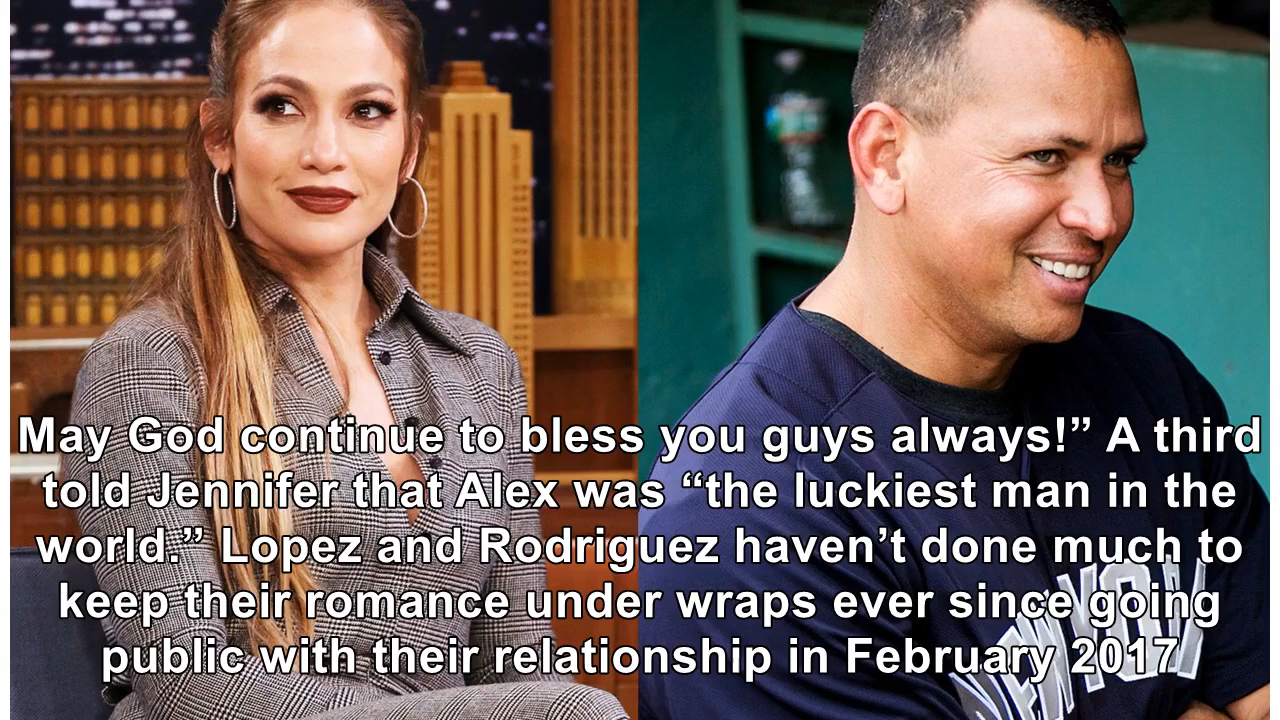 May God continue to bless you guys always!” A third
told Jennifer that Alex was “the luckiest man in the
world.” Lopez and Rodriguez haven’t done much to
keep their romance under wraps ever since going
public with their relationship in February 2017
NEW YORK